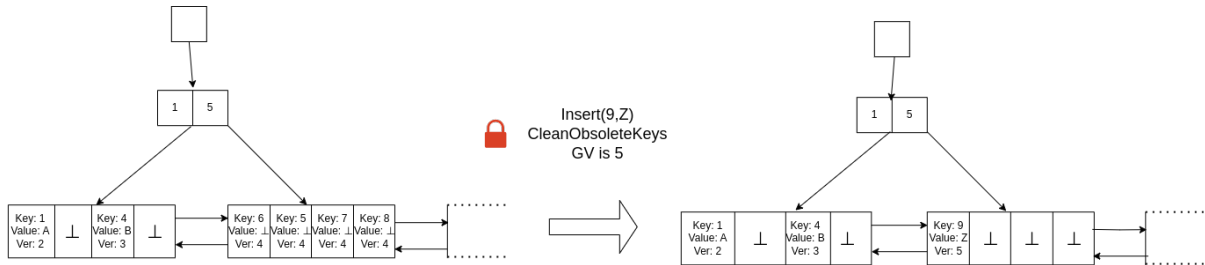 1 5
Key: 1
Value: A
Ver: 2
⊥
Key: 4
Value: B
Ver: 3
⊥
Key: 6
Value: ⊥
Ver: 4
Key: 5
Value: ⊥
Ver: 4
Key: 7
Value: ⊥
Ver: 4
Key: 8
Value: ⊥
Ver: 4
Insert(9,Z)
CleanObsoleteKeys
GV is 5
1 5
Key: 1
Value: A
Ver: 2
⊥
Key: 4
Value: B
Ver: 3
⊥
Key: 9
Value: Z
Ver: 5
⊥
⊥
⊥